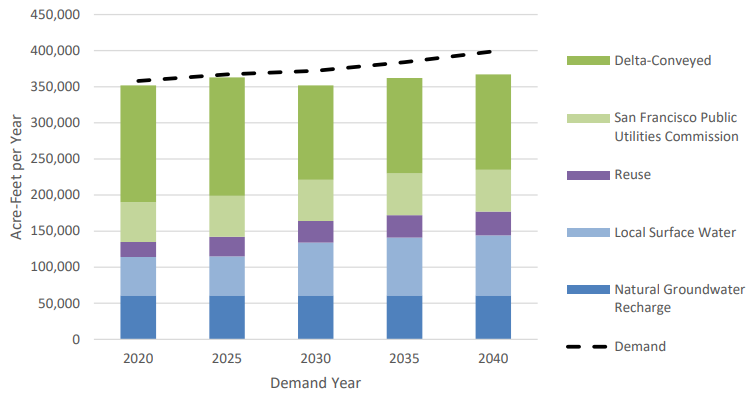 450,000
400,000
350,000
300,000
250,000
200,000
150,000
100,000
50,000
0
Acre-Feet per Year
2020 2025 2030 2035 2040
Demand Year
Delta-Conveyed
San Francisco Public
Utilities Commission
Reuse
Local Surface Water
Natural Groundwater
Recharge
Demand